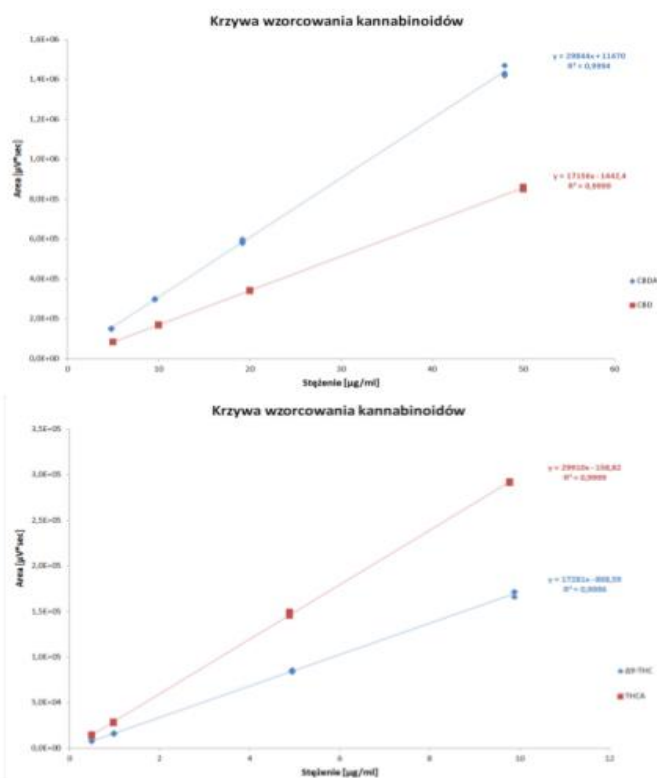 Krzywa wzorcowania kannabinoidów
1,6E+06
1,4E+06
1,2E+06
1,0E+06
8,0E+05
6,0E+05
4,0E+05
2,0E+05
0,0E+00
Area [µV*sec]
y = 29844x + 11470
R² = 0,9994
y = 17156x - 1442,4
R² = 0,9999
CBDA
CBD
0 10 20 30 40 50 60
Stężenie [µg/ml]
Krzywa wzorcowania kannabinoidów
3,5E+05
3,0E+05
2,5E+05
2,0E+05
1,5E+05
1,0E+05
5,0E+04
0,0E+00
Area [µV*sec]
y = 29910x - 158,82
R² = 0,9999
y = 17281x -888,59
R² = 0,9996
Δ9-THC
THCA
0 2 4 6 8 10 12
Stężenie [µg/ml]